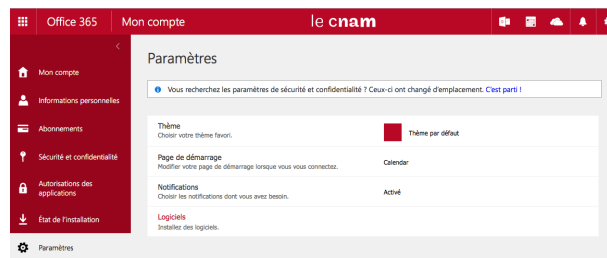 Office 365
Mon compte
le cnam
Mon compte
Informations personnelles
Abonnements
Sécurité et confidentialité
Autorisations des
applications
État de l'installation
Paramètres
Paramètres
Vous recherchez les paramètres de sécurité et confidentialité ? Ceux-ci ont changé d'emplacement. C'est parti !
Thème
Choisir votre thème favori.
Thème par défaut
Page de démarrage
Modifier votre page de démarrage lorsque vous vous connectez.
Calendar
Notifications
Choisir les notifications dont vous avez besoin.
Activé
Logiciels
Installez des logiciels.